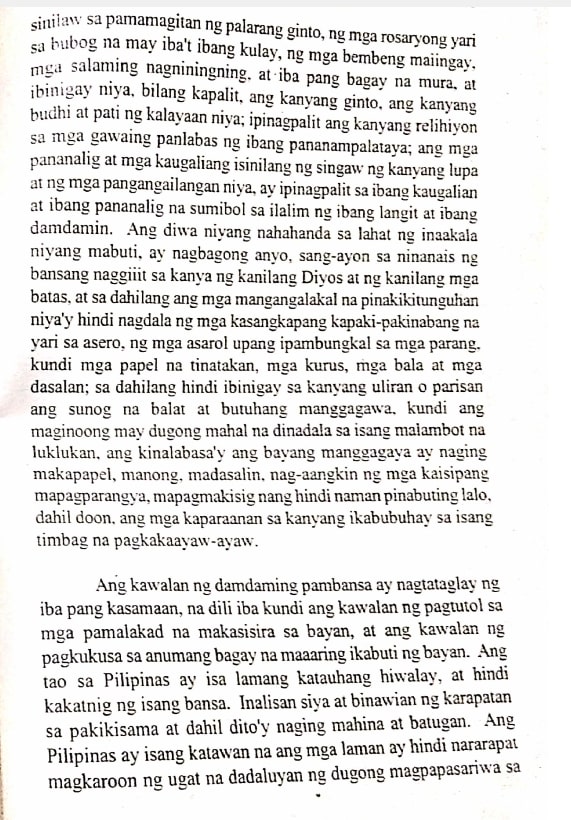 sinilaw sa pamamagitan ng palarang ginto, ng mga rosaryong yari
sa bubog na may iba't ibang kulay, ng mga bembeng maiingay,
mga salaming nagniningning, at iba pang bagay na mura, at
ibinigay niya, bilang kapalit, ang kanyang ginto, ang kanyang
budhi at pati ng kalayaan niya; ipinagpalit ang kanyang relihiyon
sa mga gawaing panlabas ng ibang pananampalataya; ang mga
pananalig at mga kaugaliang isinilang ng singaw ng kanyang lupa
at ng mga pangangailangan niya, ay ipinagpalit sa ibang kaugalian
at ibang pananalig na sumibol sa ilalim ng ibang langit at ibang
damdamin. Ang diwa niyang nahahanda sa lahat ng inaakala
niyang mabuti, ay nagbagong anyo, sang-ayon sa ninanais ng
bansang naggiiit sa kanya ng kanilang Diyos at ng kanilang mga
batas, at sa dahilang ang mga mangangalakal na pinakikitunguhan
niya'y hindi nagdala ng mga kasangkapang kapaki-pakinabang na
yari sa asero, ng mga asarol upang ipambungkal sa mga parang,
kundi mga papel na tinatakan, mga kurus, mga bala at mga
dasalan; sa dahilang hindi ibinigay sa kanyang uliran o parisan
ang sunog na balat at butuhang manggagawa, kundi ang
maginoong may dugong mahal na dinadala sa isang malambot na
luklukan, ang kinalabasa'y ang bayang manggagaya ay naging
makapapel, manong, madasalin, nag-aangkin ng mga kaisipang
mapagparangya, mapagmakisig nang hindi naman pinabuting lalo,
dahil doon, ang mga kaparaanan sa kanyang ikabubuhay sa isang
timbag na pagkakaayaw-ayaw.
Ang kawalan ng damdaming pambansa ay nagtataglay ng
iba pang kasamaan, na dili iba kundi ang kawalan ng pagtutol sa
mga pamalakad na makasisira sa bayan, at ang kawalan ng
pagkukusa sa anumang bagay na maaaring ikabuti ng bayan. Ang
tao sa Pilipinas ay isa lamang katauhang hiwalay, at hindi
kakatnig ng isang bansa. Inalisan siya at binawian ng karapatan
sa pakikisama at dahil dito'y naging mahina at batugan. Ang
Pilipinas ay isang katawan na ang mga laman ay hindi nararapat
magkaroon ng ugat na dadaluyan ng dugong magpapasariwa sa